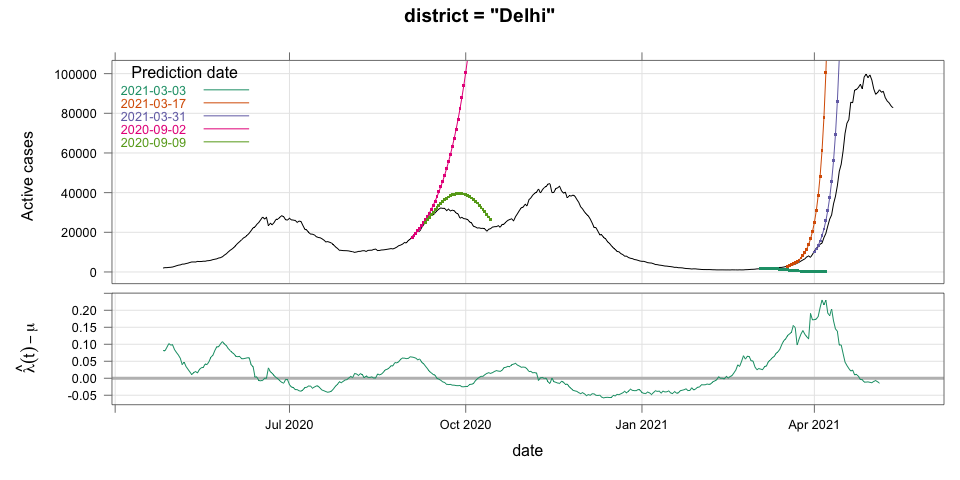 district = "Delhi"
Prediction date
2021-03-03
2021-03-17
2021-03-31
2020-09-02
2020-09-09
Active cases
100000
80000
60000
40000
20000
0
λ̂(t) − μ
0.20
0.15
0.10
0.05
0.00
-0.05
Jul 2020 Oct 2020 Jan 2021 Apr 2021
date